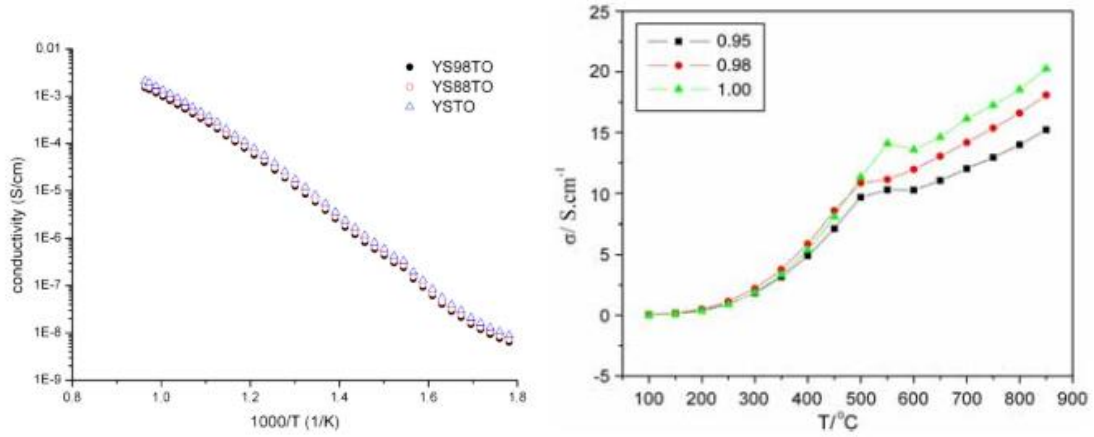 0.01
1E-3
1E-4
1E-5
1E-6
1E-7
1E-8
1E-9
conductivity (S/cm)
YS98TO
YS88TO
YSTO
0.8 1.0 1.2 1.4 1.6 1.8
1000/T (1/K)
25
20
15
10
5
0
-5
σ/ S.cm⁻¹
0.95
0.98
1.00
100 200 300 400 500 600 700 800 900
T/°C